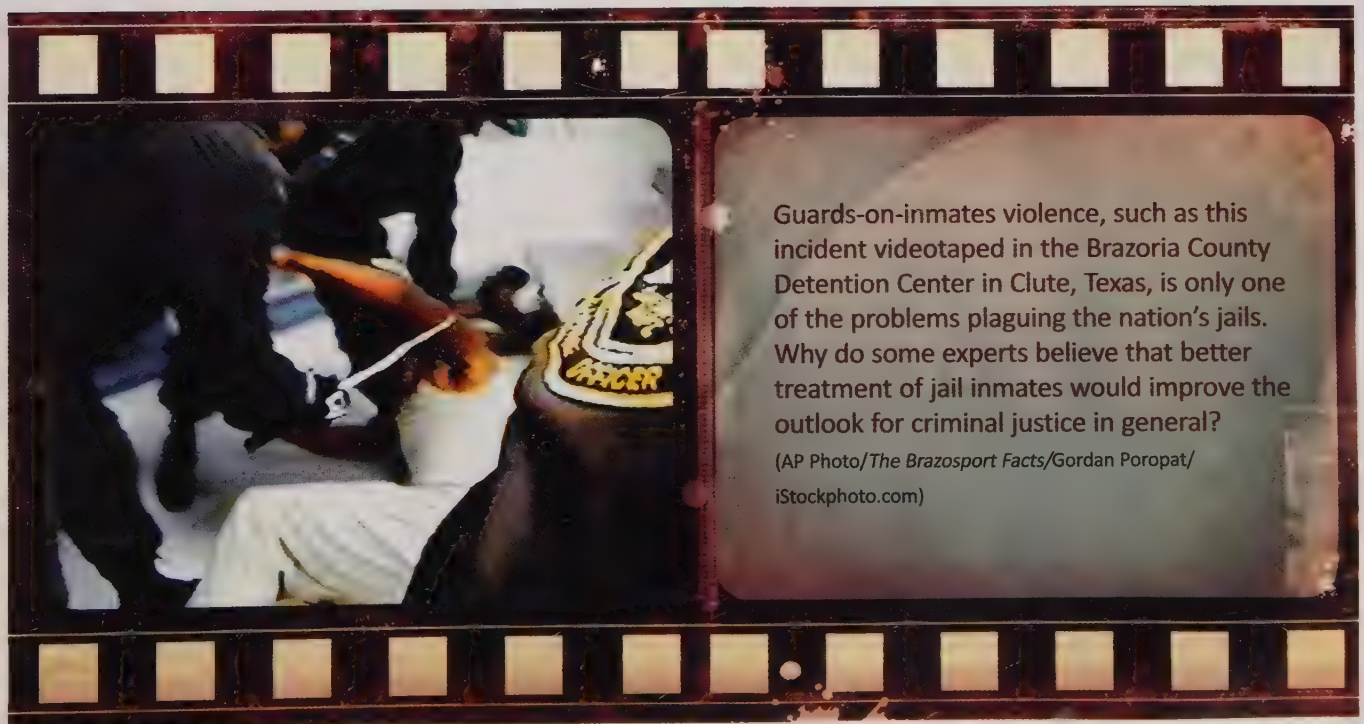 OFFICER
Guards-on-inmates violence, such as this
incident videotaped in the Brazoria County
Detention Center in Clute, Texas, is only one
of the problems plaguing the nation's jails.
Why do some experts believe that better
treatment of jail inmates would improve the
outlook for criminal justice in general?
(AP Photo/The Brazosport Facts/Gordan Poropat/
iStockphoto.com)